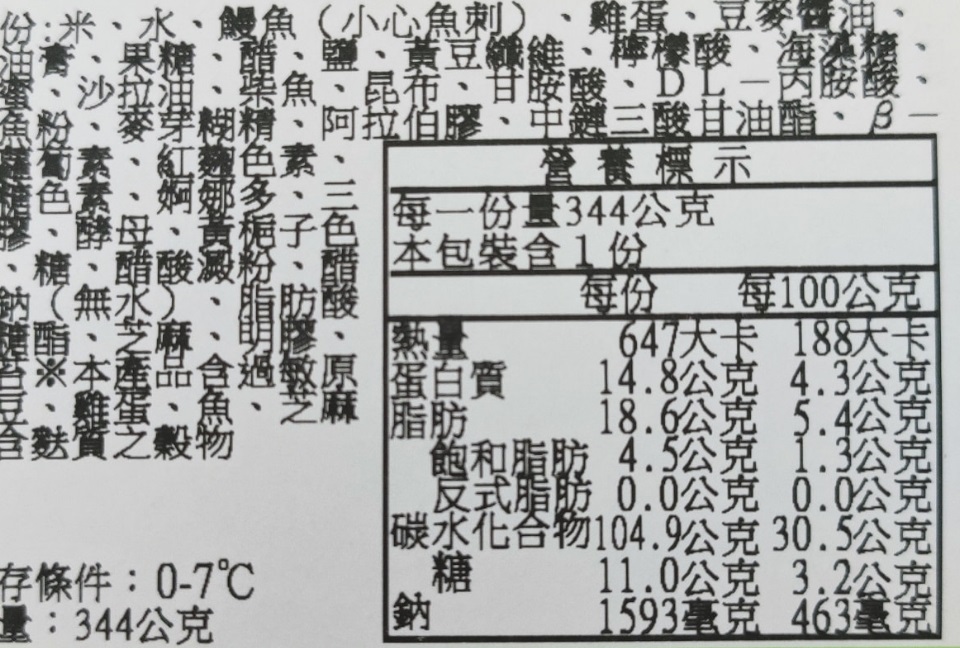 份:米、水、鰻魚(小心魚刺)、雞蛋、豆麥醬油、
油膏、果糖、醋、鹽、黃豆纖維、檸檬酸、海藻糖、
蜜、沙拉油、柴魚、昆布、甘胺酸、DL-丙胺酸、
魚粉、麥芽糊精、阿拉伯膠、中鏈三酸甘油酯、β-
蘿蔔素、紅麴色素、
糖色素、婀娜多、三
膠、酵母、黃梔子色
、糖、醋酸澱粉、醋
鈉(無水)、脂肪酸
糖酯、芝麻、明膠、
※本產品含過敏原
豆、雞蛋、魚、芝麻
含麩質之穀物
存條件:0-7℃
量:344公克
營養標示
每一份量344公克
本包裝含1份
每份 每100公克
熱量 647大卡 188大卡
蛋白質 14.8公克 4.3公克
脂肪 18.6公克 5.4公克
飽和脂肪 4.5公克 1.3公克
反式脂肪 0.0公克 0.0公克
碳水化合物 104.9公克 30.5公克
糖 11.0公克 3.2公克
鈉 1593毫克 463毫克